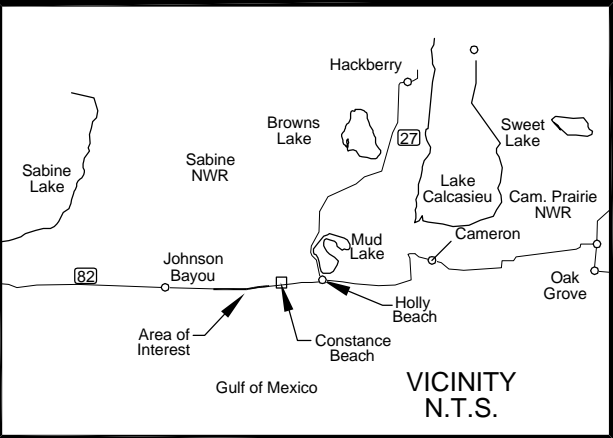 Hackberry
Browns
Lake
27
Sweet
Lake
Sabine
Lake
Sabine
NWR
Lake
Calcasieu
Cam. Prairie
NWR
Mud
Lake
Cameron
Johnson
Bayou
82
Oak
Grove
Holly
Beach
Area of
Interest
Constance
Beach
Gulf of Mexico
VICINITY
N.T.S.